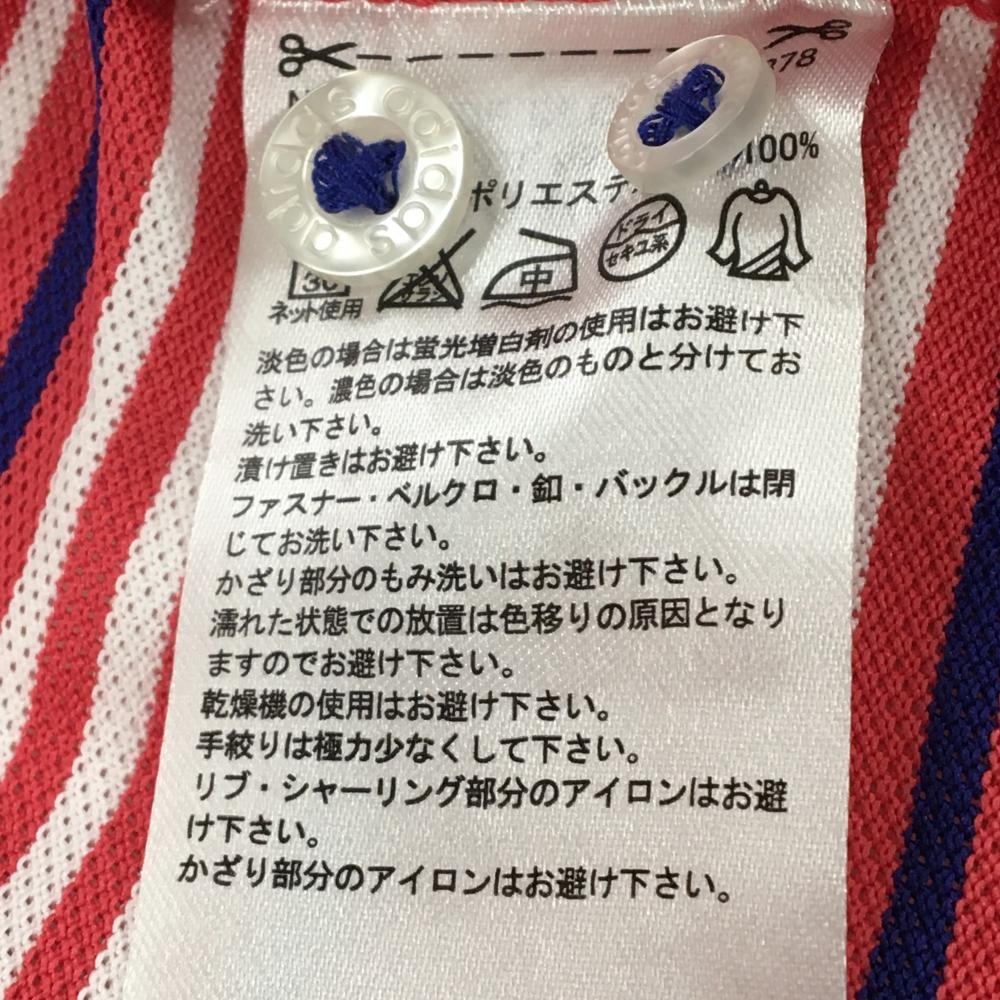 adidas adidas
378
100%
ポリエステ
30
ネット使用
エンソ
サラシ
中
ドライ
セキユ系
淡色の場合は蛍光増白剤の使用はお避け下
さい。濃色の場合は淡色のものと分けてお
洗い下さい。
漬け置きはお避け下さい。
ファスナー・ベルクロ・釦・バックルは閉
じてお洗い下さい。
かざり部分のもみ洗いはお避け下さい。
濡れた状態での放置は色移りの原因となり
ますのでお避け下さい。
乾燥機の使用はお避け下さい。
手絞りは極力少なくして下さい。
リブ・シャーリング部分のアイロンはお避
け下さい。
かざり部分のアイロンはお避け下さい。